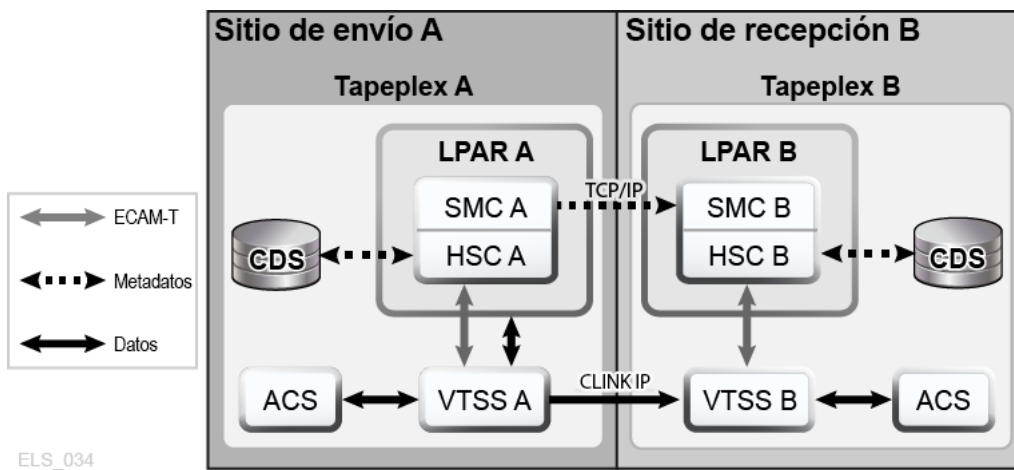 Sitio de envío A
Sitio de recepción B
Tapeplex A
Tapeplex B
LPAR A
LPAR B
SMC A
TCP/IP
SMC B
HSC A
HSC B
CDS
CDS
ECAM-T
Metadatos
Datos
ACS
VTSS A
CLINK IP
VTSS B
ACS
ELS_034